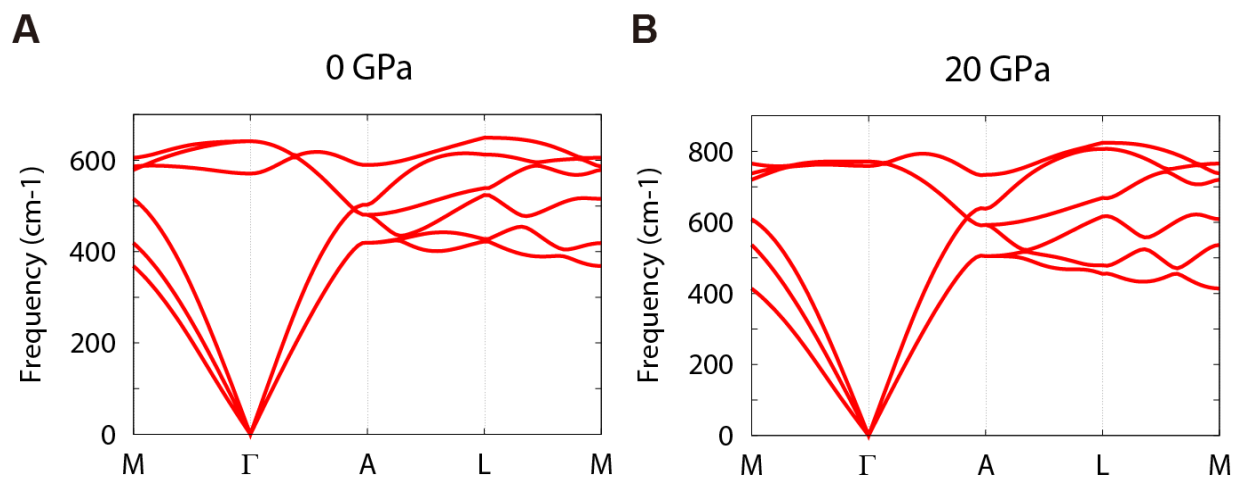 A
0 GPa
Frequency (cm-1)
600
400
200
0
M Γ A L M
B
20 GPa
Frequency (cm-1)
800
600
400
200
0
M Γ A L M